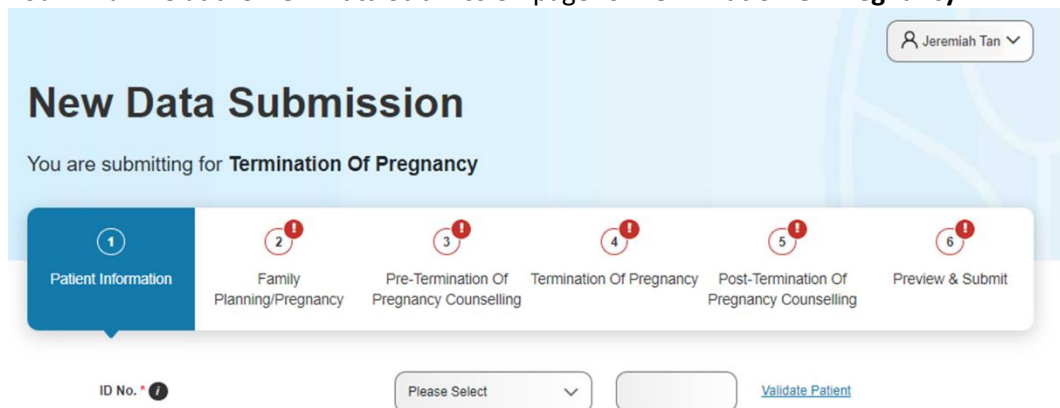 Jeremiah Tan
New Data Submission
You are submitting for Termination Of Pregnancy
1
Patient Information
2
Family
Planning/Pregnancy
3
Pre-Termination Of
Pregnancy Counselling
4
Termination Of Pregnancy
5
Post-Termination Of
Pregnancy Counselling
6
Preview & Submit
ID No. * i
Please Select
Validate Patient